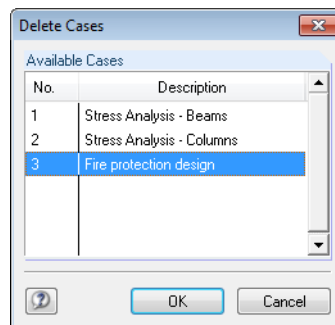 Delete Cases
Available Cases
No. Description
1 Stress Analysis - Beams
2 Stress Analysis - Columns
3 Fire protection design
OK Cancel